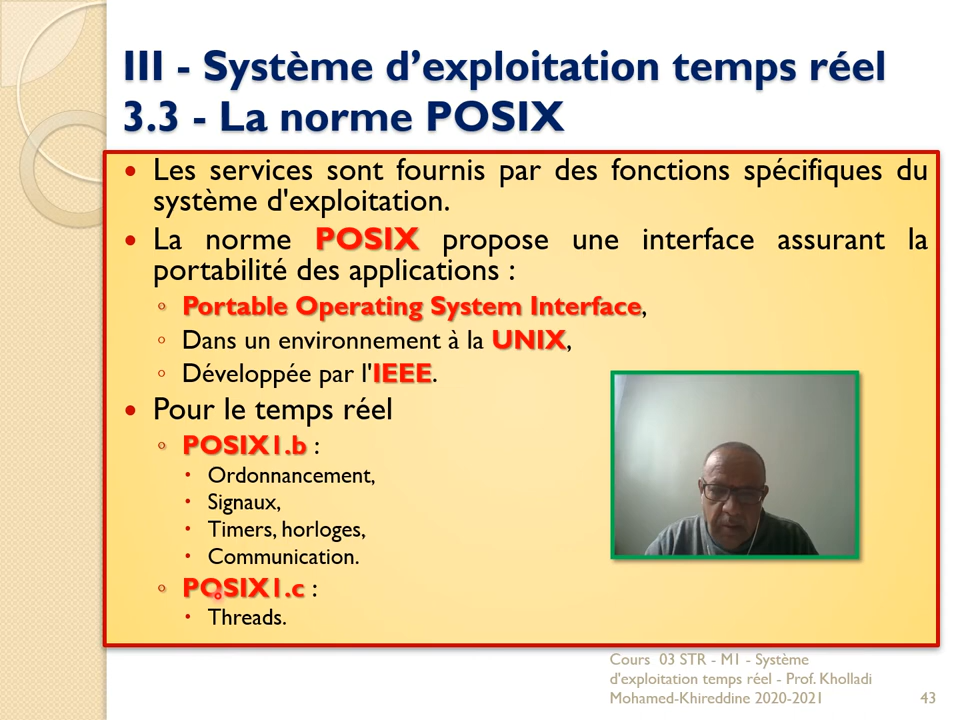 III - Système d’exploitation temps réel
3.3 - La norme POSIX
Les services sont fournis par des fonctions spécifiques du
système d'exploitation.
La norme POSIX propose une interface assurant la
portabilité des applications :
Portable Operating System Interface,
Dans un environnement à la UNIX,
Développée par l'IEEE.
Pour le temps réel
POSIX1.b :
Ordonnancement,
Signaux,
Timers, horloges,
Communication.
POSIX1.c :
Threads.
Cours 03 STR - M1 - Système
d'exploitation temps réel - Prof. Kholladi
Mohamed-Khireddine 2020-2021
43